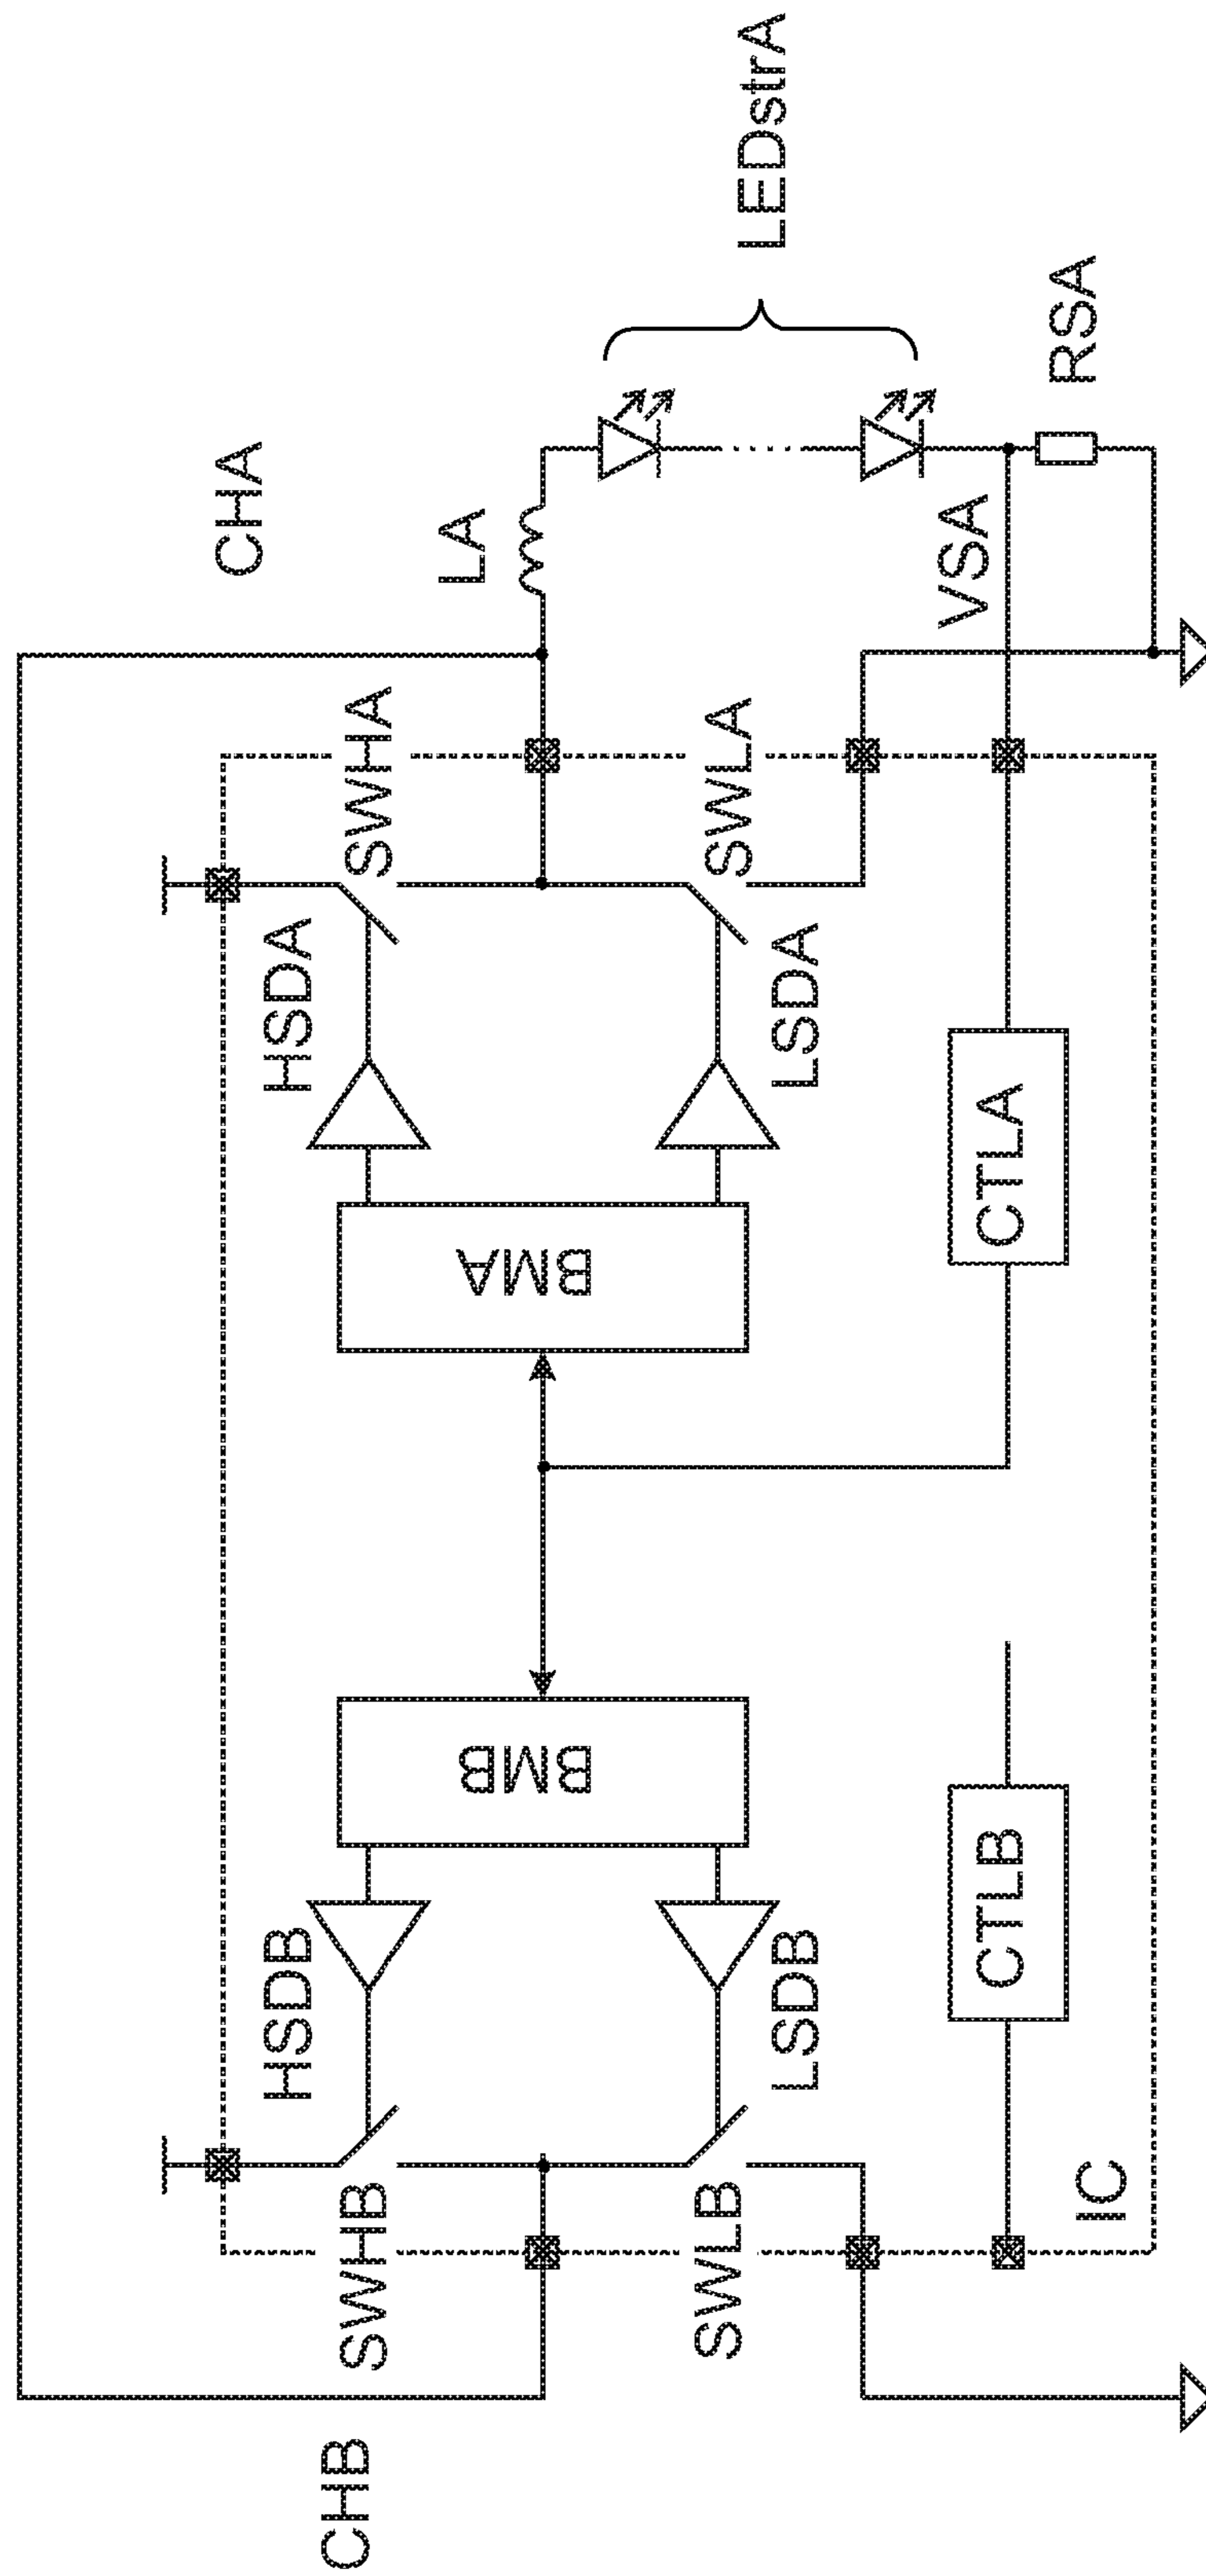 CHB
CHA
SWHB
HSDB
HSDA
SWHA
LA
BMB
BMA
LEDstrA
SWLB
LSDB
LSDA
SWLA
VSA
CTLB
CTLA
RSA
IC